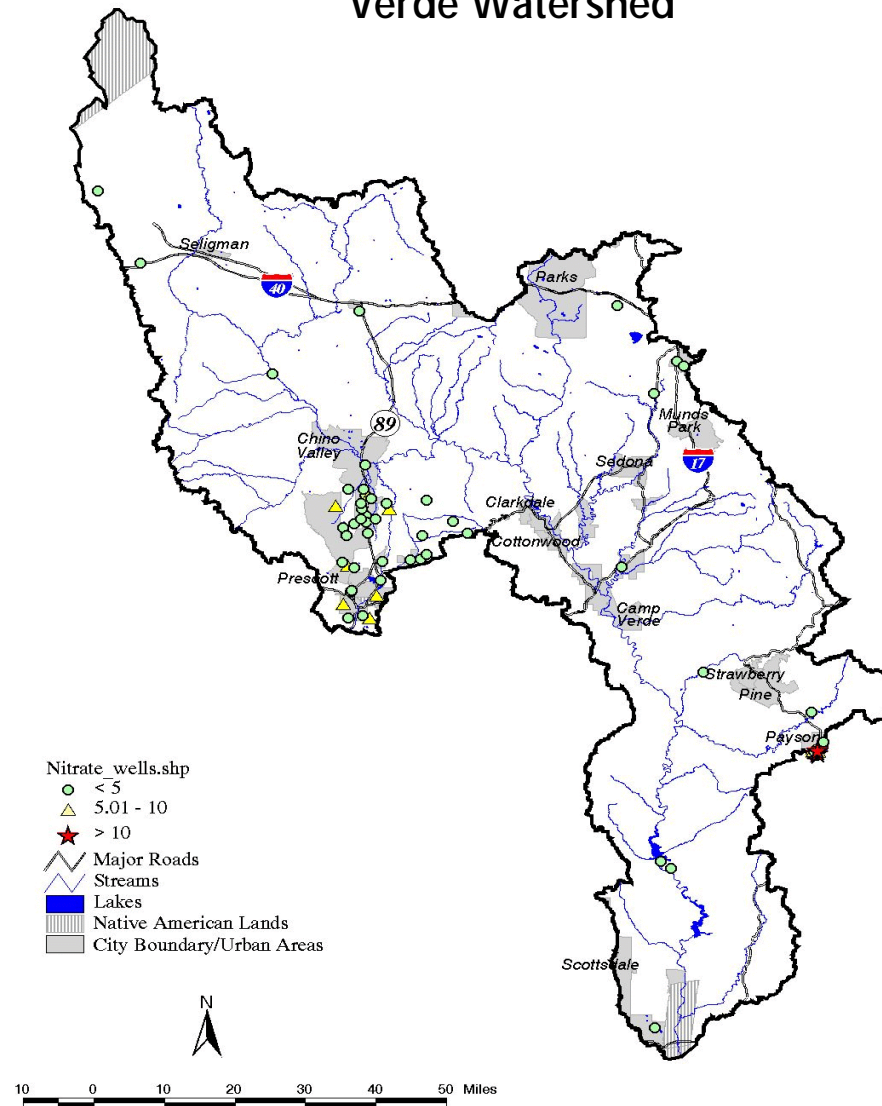 Verde Watershed
Seligman
40
Parks
89
Chino
Valley
Munds
Park
17
Sedona
Clarkdale
Cottonwood
Prescott
Camp
Verde
Strawberry
Pine
Payson
Nitrate_wells.shp
< 5
5.01 - 10
> 10
Major Roads
Streams
Lakes
Native American Lands
City Boundary/Urban Areas
Scottsdale
N
10 0 10 20 30 40 50 Miles